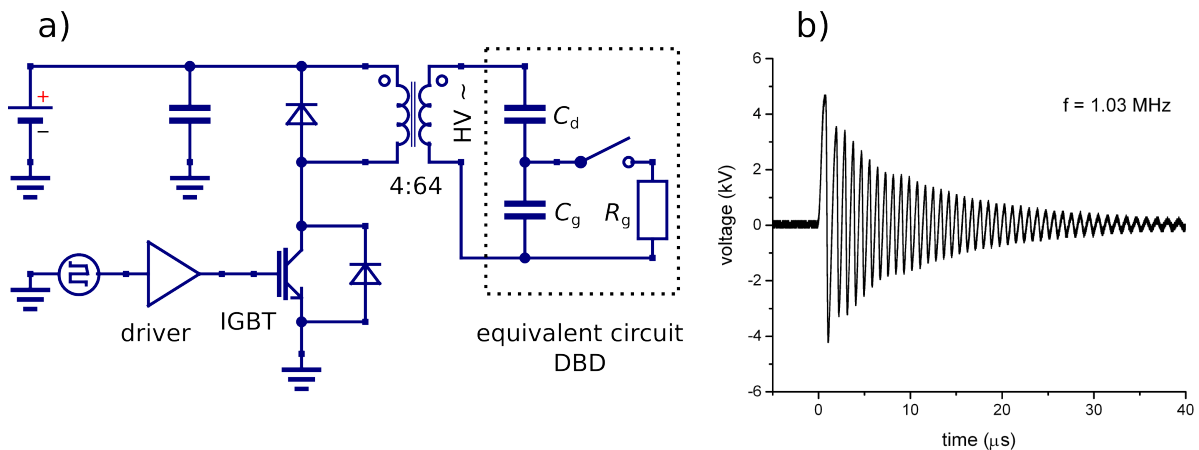 a)
+
−
HV ~
4:64
C_d
C_g
R_g
driver
IGBT
equivalent circuit
DBD
b)
f = 1.03 MHz
voltage (kV)
6
4
2
0
-2
-4
-6
0
10
20
30
40
time (μs)